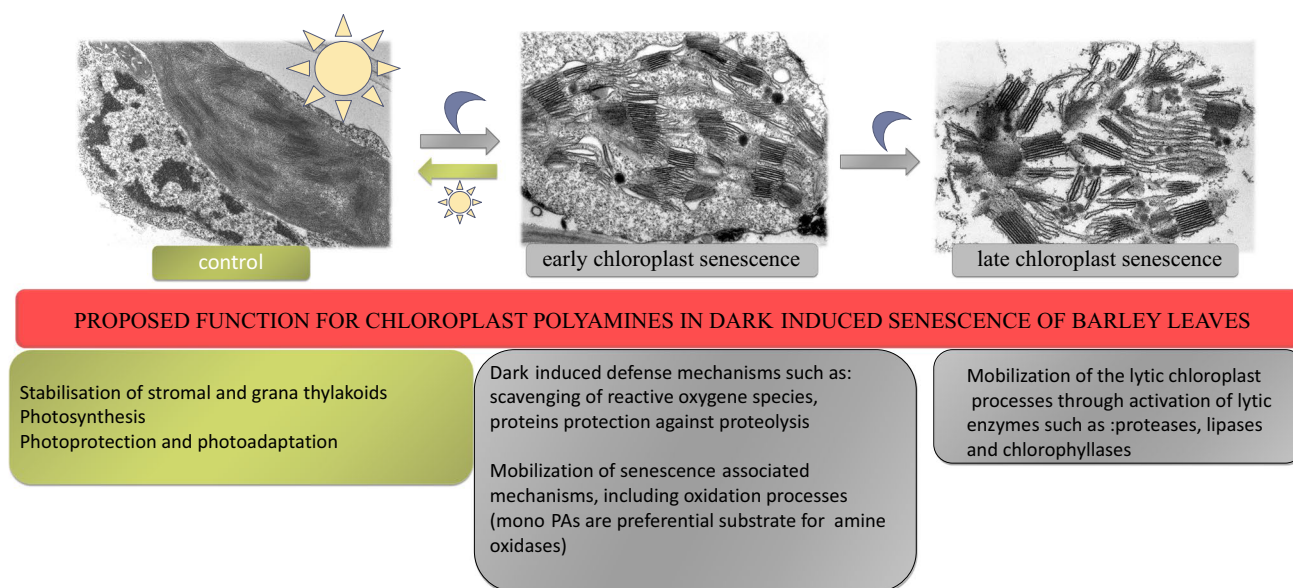 control
early chloroplast senescence
late chloroplast senescence
PROPOSED FUNCTION FOR CHLOROPLAST POLYAMINES IN DARK INDUCED SENESCENCE OF BARLEY LEAVES
Stabilisation of stromal and grana thylakoids
Photosynthesis
Photoprotection and photoadaptation
Dark induced defense mechanisms such as:
scavenging of reactive oxygene species,
proteins protection against proteolysis
Mobilization of senescence associated
mechanisms, including oxidation processes
(mono PAs are preferential substrate for amine
oxidases)
Mobilization of the lytic chloroplast
processes through activation of lytic
enzymes such as :proteases, lipases
and chlorophyllases